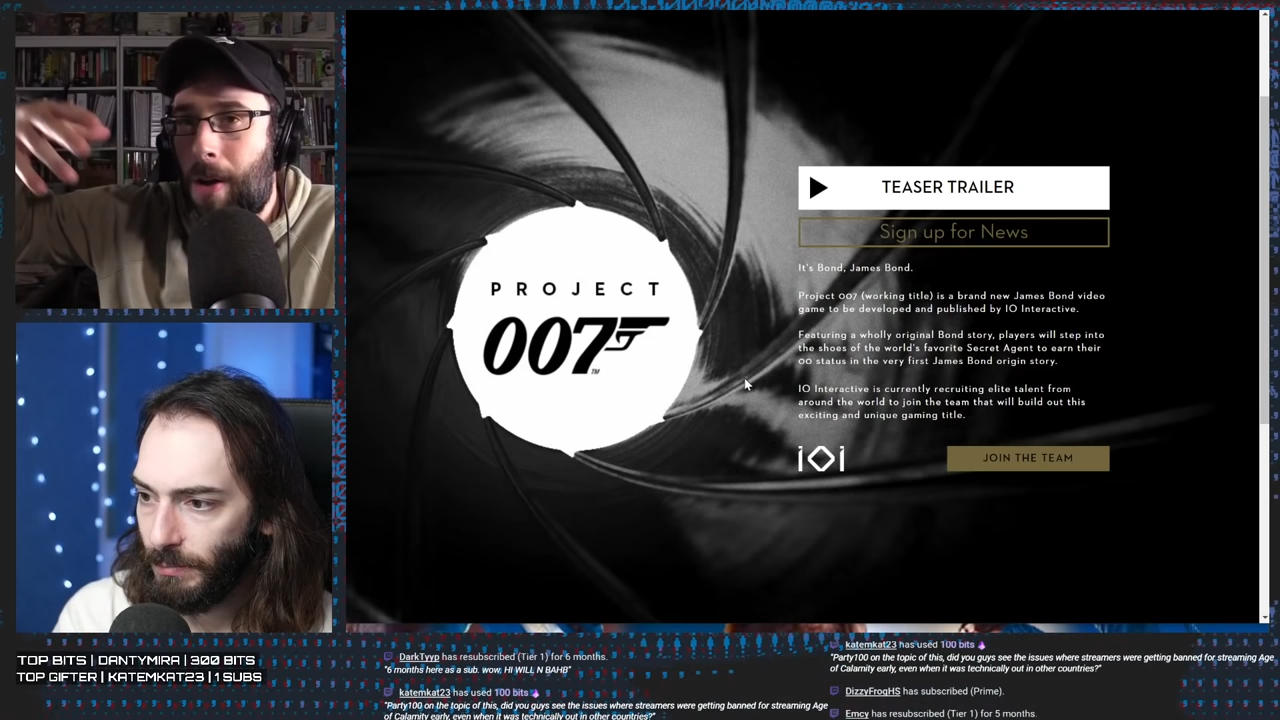 PROJECT
007
TM
TEASER TRAILER
Sign up for News
It's Bond, James Bond.
Project 007 (working title) is a brand new James Bond video
game to be developed and published by IO Interactive.
Featuring a wholly original Bond story, players will step into
the shoes of the world's favorite Secret Agent to earn their
00 status in the very first James Bond origin story.
IO Interactive is currently recruiting elite talent from
around the world to join the team that will build out this
exciting and unique gaming title.
IOI
JOIN THE TEAM
TOP BITS | DANTYMIRA | 300 BITS
TOP GIFTER | KATEMKAT23 | 1 SUBS
DarkTyyp has resubscribed (Tier 1) for 6 months.
"6 months here as a sub. wow, HI WILL N BAHB"
katemkat23 has used 100 bits
"Party100 on the topic of this, did you guys see the issues where streamers were getting banned for streaming Age
of Calamity early, even when it was technically out in other countries?"
katemkat23 has used 100 bits
"Party100 on the topic of this, did you guys see the issues where streamers were getting banned for streaming Age
of Calamity early, even when it was technically out in other countries?"
DizzyFrogHS has subscribed (Prime).
Emcy has resubscribed (Tier 1) for 5 months.